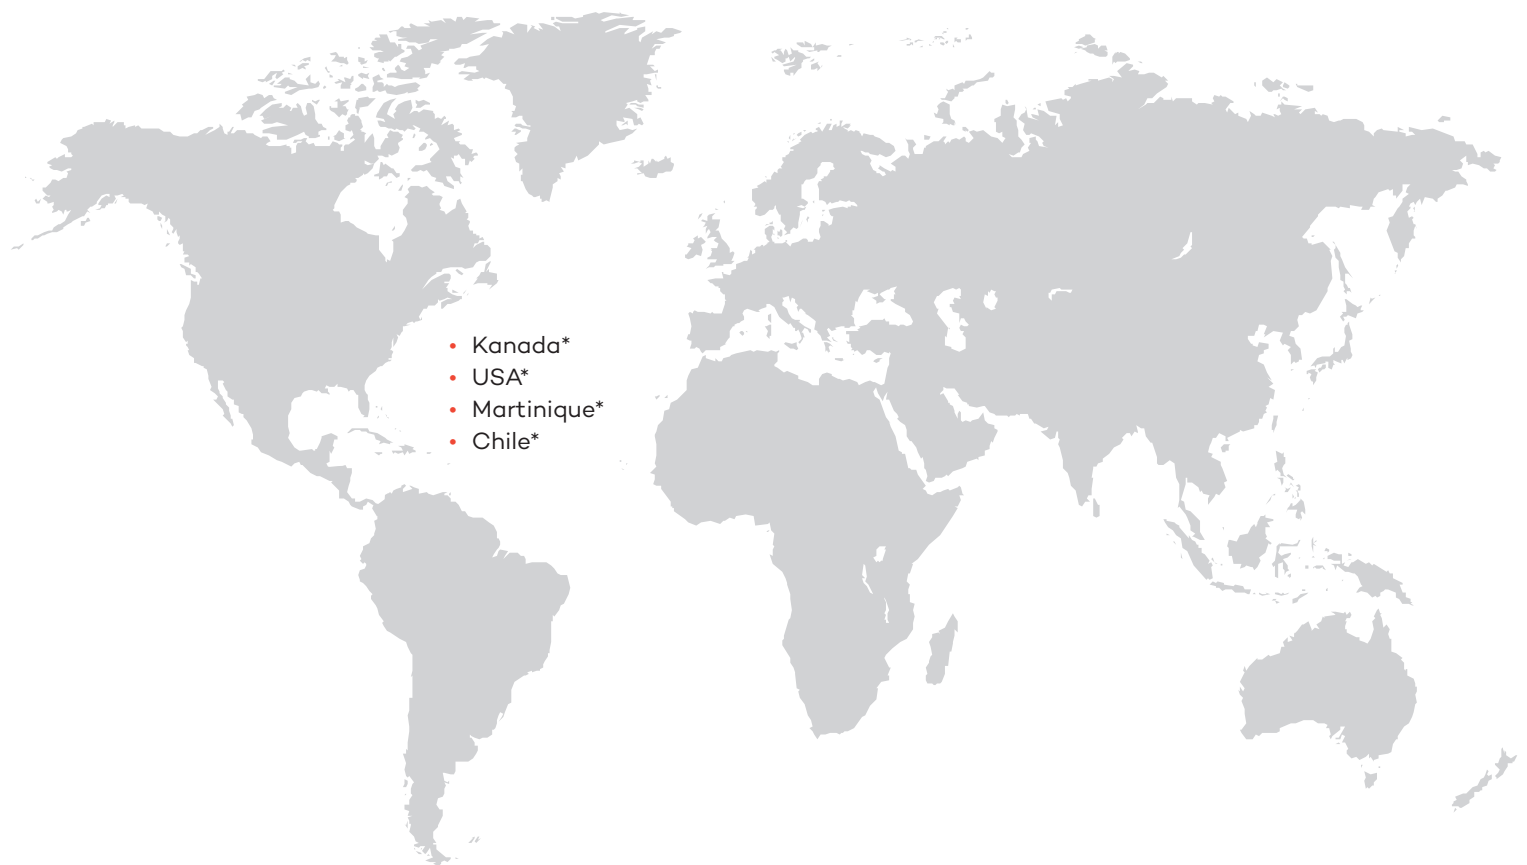 • Kanada*
• USA*
• Martinique*
• Chile*